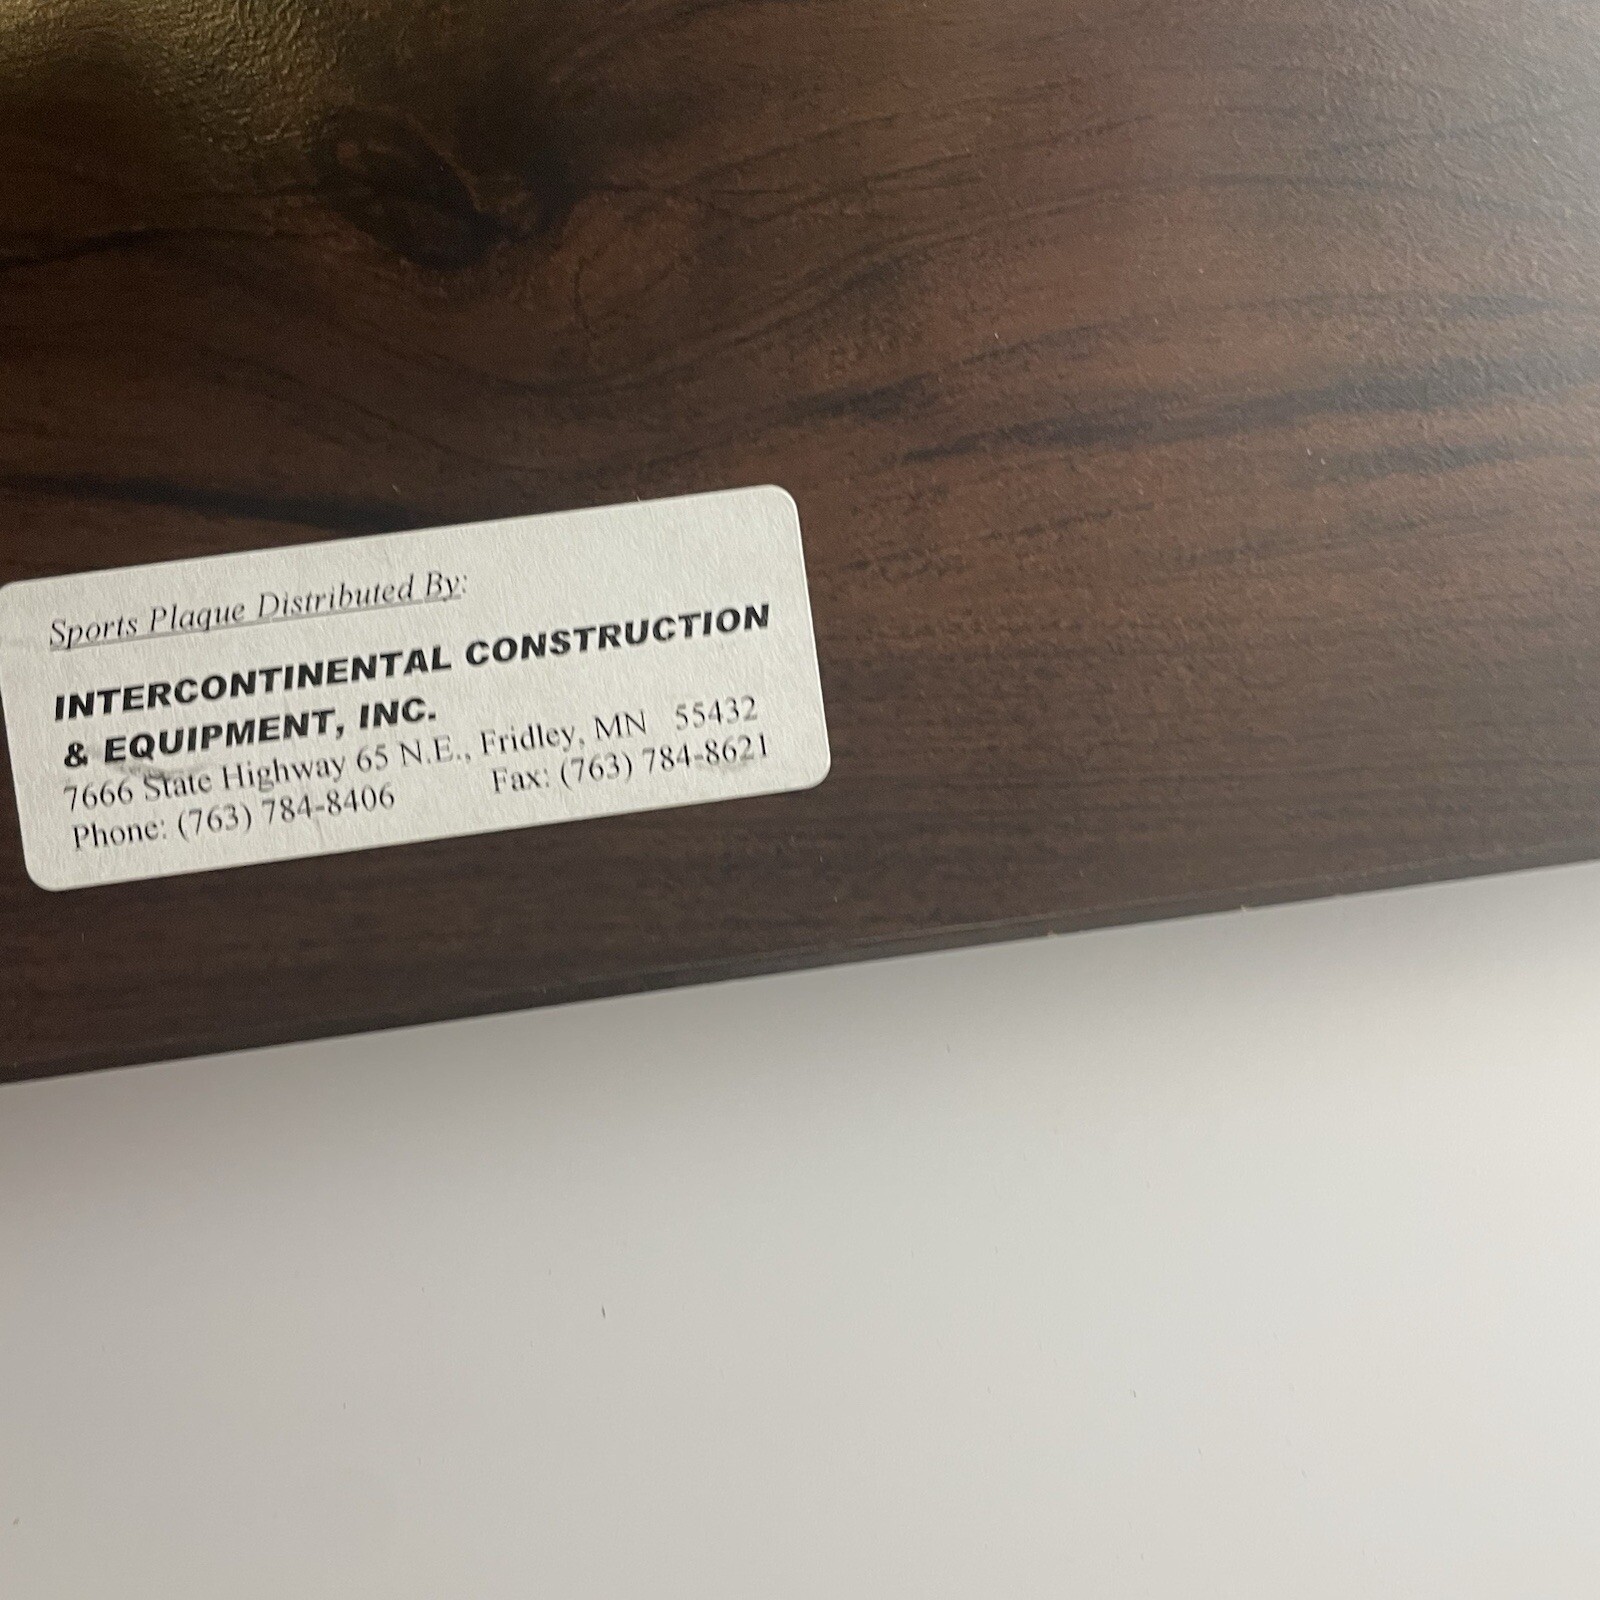 Sports Plaque Distributed By:
INTERCONTINENTAL CONSTRUCTION
& EQUIPMENT, INC.
7666 State Highway 65 N.E., Fridley, MN 55432
Phone: (763) 784-8406 Fax: (763) 784-8621